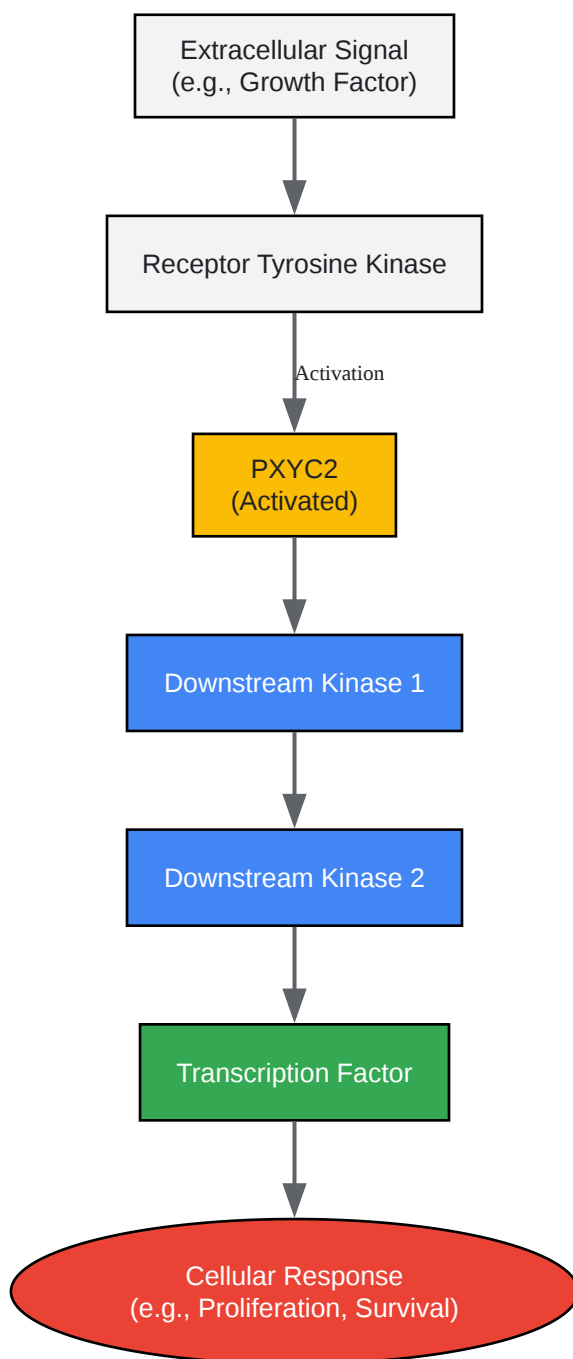 Extracellular Signal
(e.g., Growth Factor)
Receptor Tyrosine Kinase
Activation
PXYC2
(Activated)
Downstream Kinase 1
Downstream Kinase 2
Transcription Factor
Cellular Response
(e.g., Proliferation, Survival)